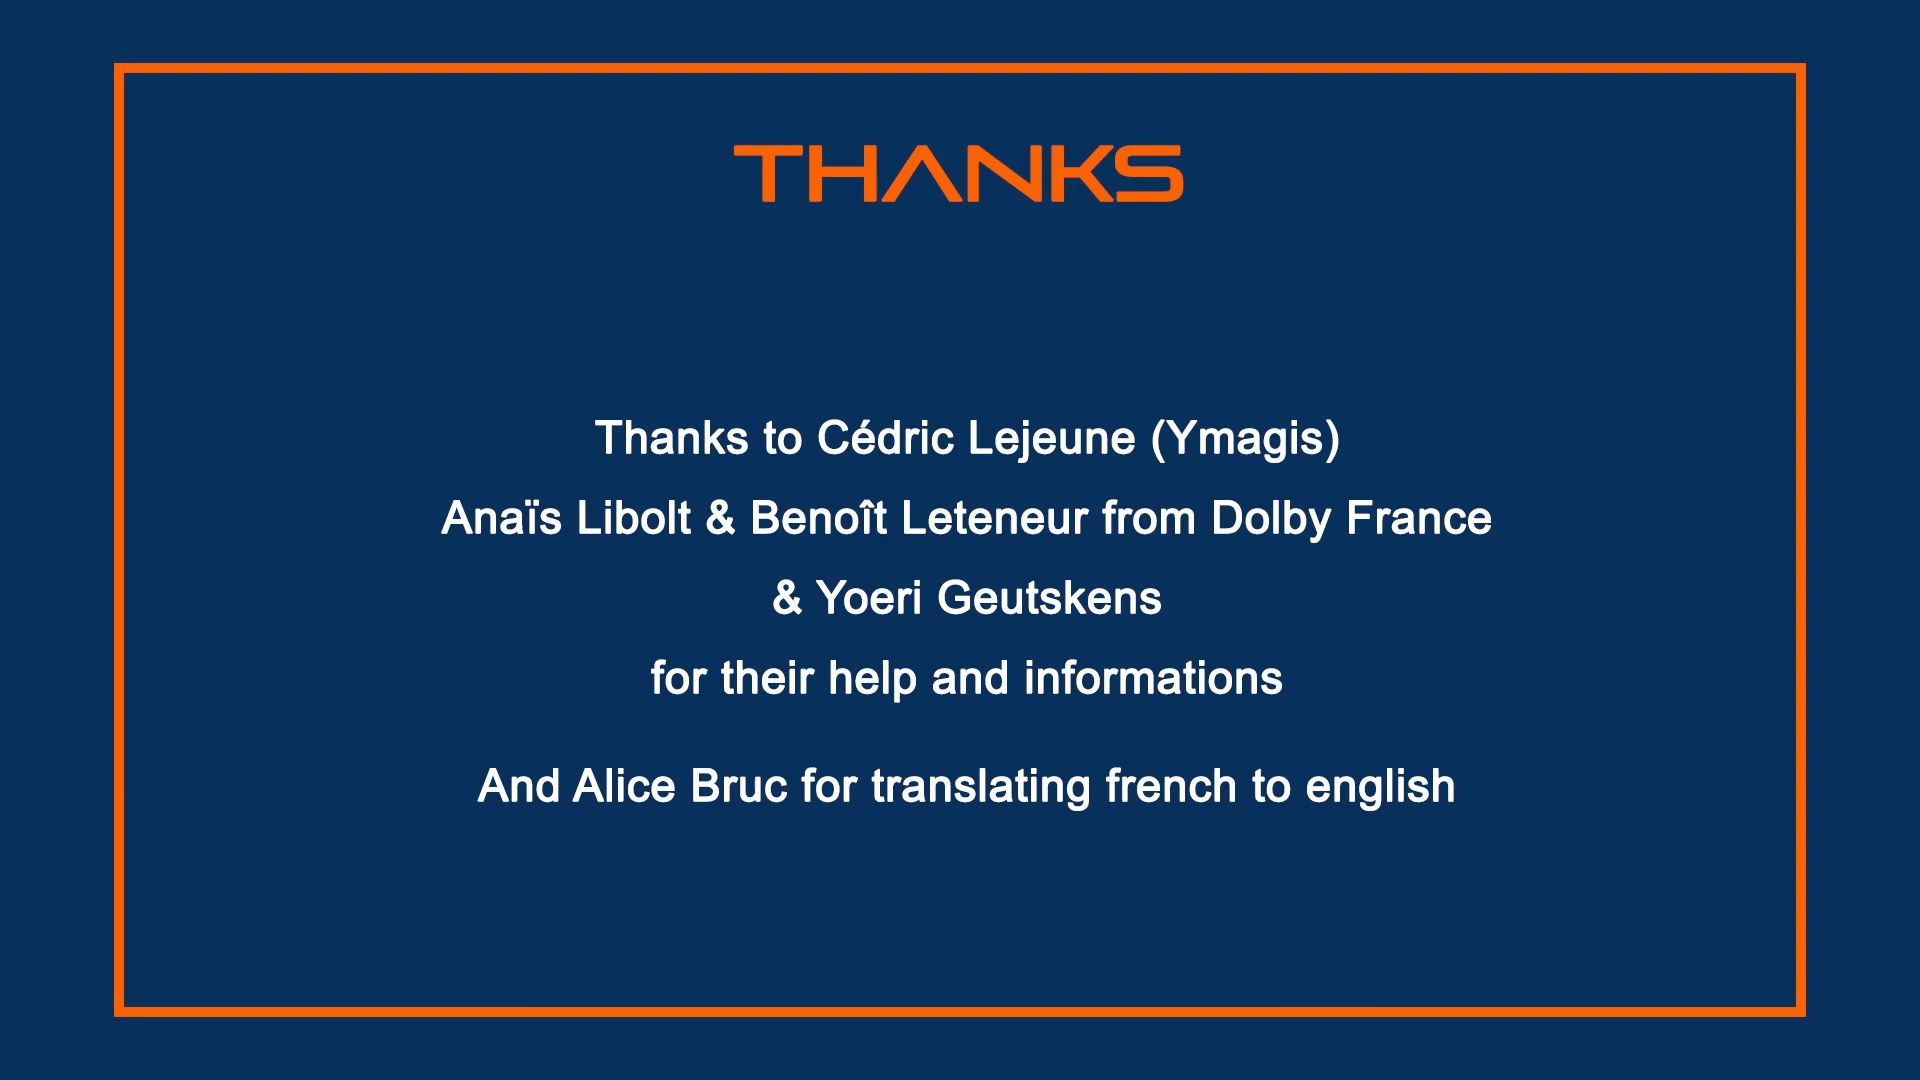 THANKS
Thanks to Cédric Lejeune (Ymagis)
Anaïs Libolt & Benoît Leteneur from Dolby France
& Yoeri Geutskens
for their help and informations
And Alice Bruc for translating french to english